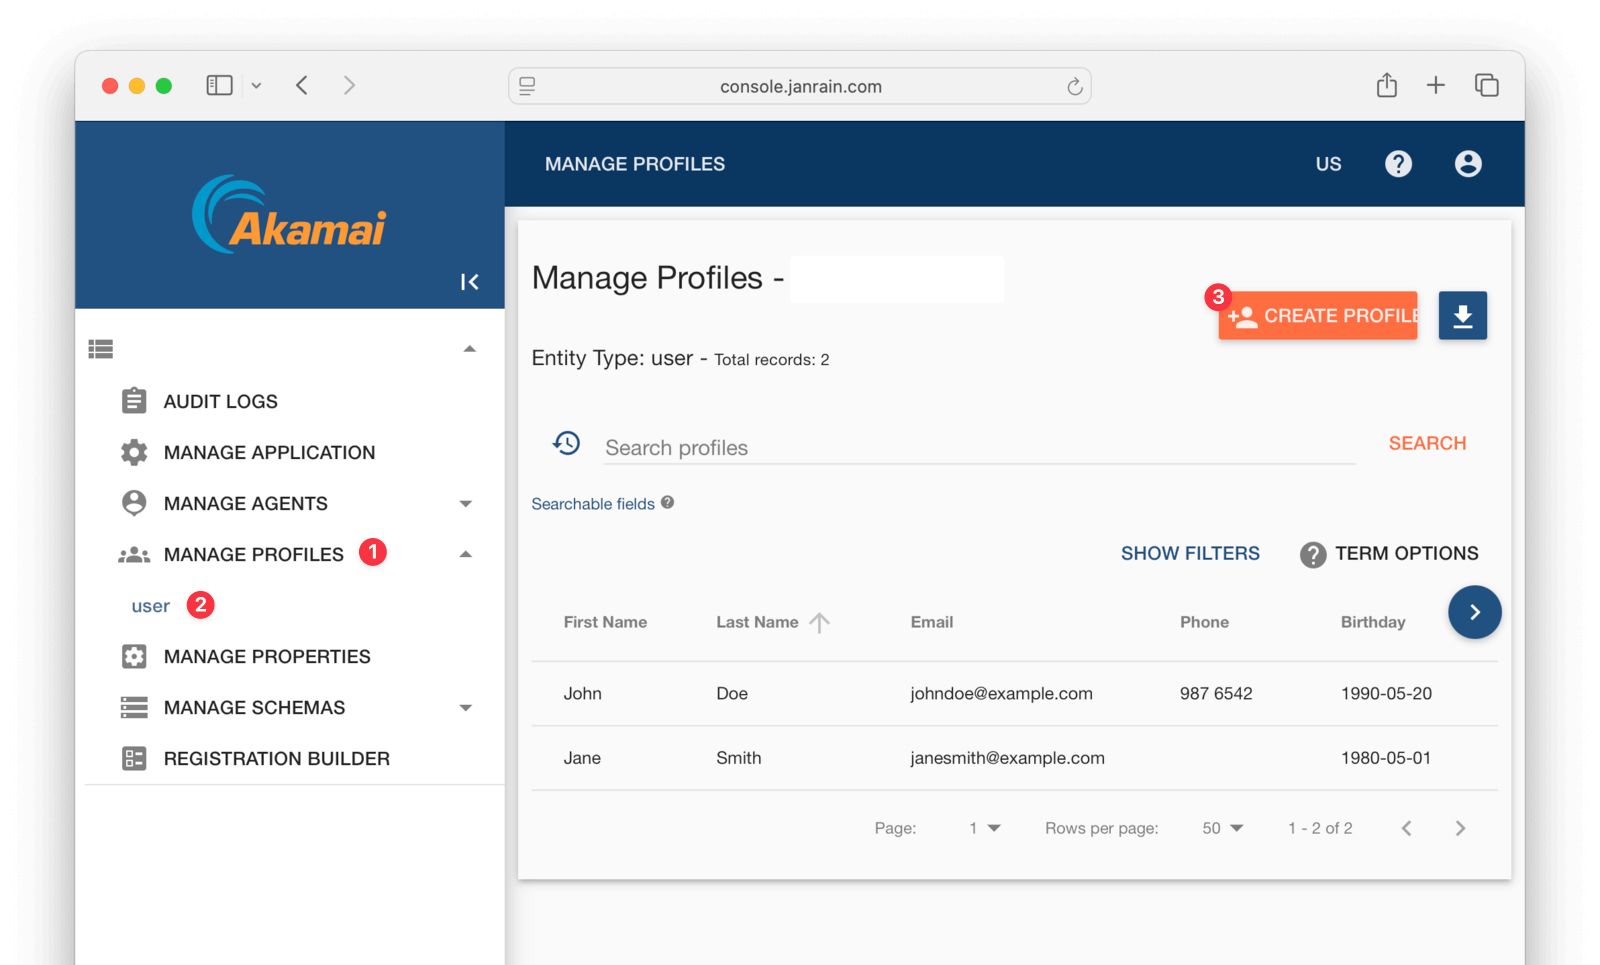 console.janrain.com
Akamai
MANAGE PROFILES
US
Manage Profiles -
3
CREATE PROFILE
Entity Type: user - Total records: 2
Search profiles
SEARCH
Searchable fields
SHOW FILTERS
TERM OPTIONS
AUDIT LOGS
MANAGE APPLICATION
MANAGE AGENTS
MANAGE PROFILES 1
user 2
MANAGE PROPERTIES
MANAGE SCHEMAS
REGISTRATION BUILDER
First Name Last Name Email Phone Birthday
John Doe johndoe@example.com 987 6542 1990-05-20
Jane Smith janesmith@example.com 1980-05-01
Page: 1 Rows per page: 50 1 - 2 of 2